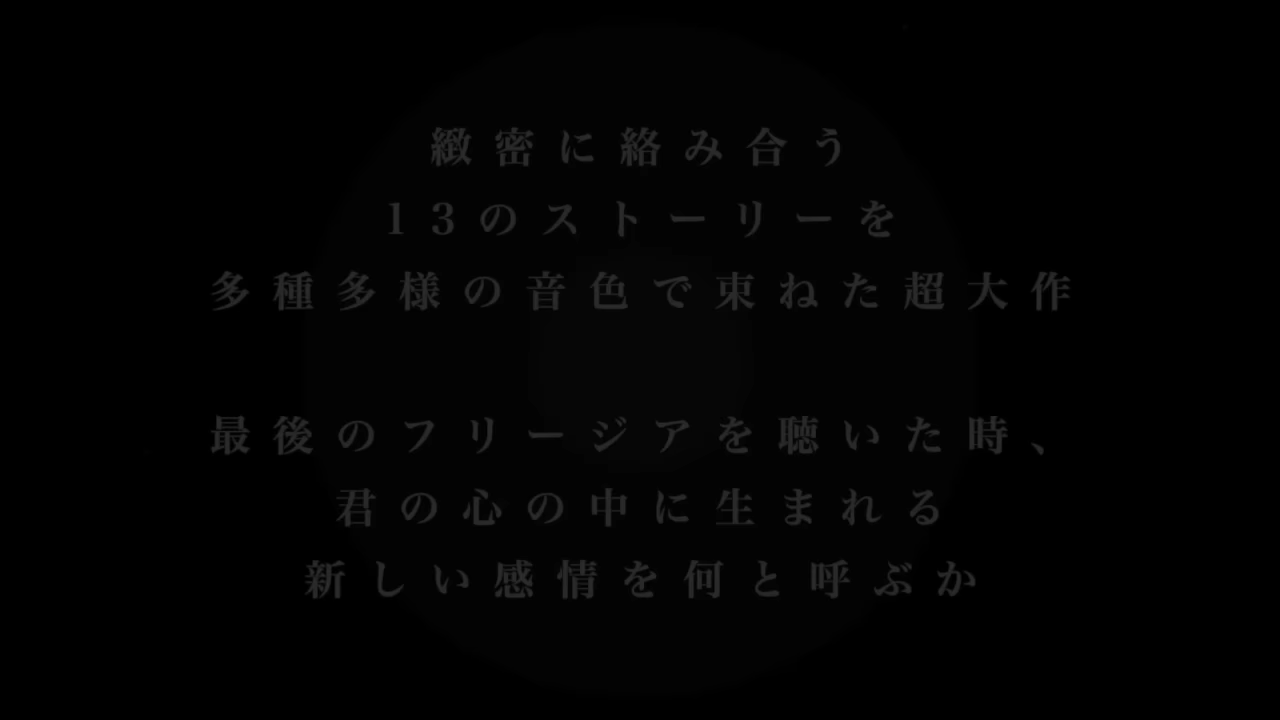 緻密に絡み合う
13のストーリーを
多種多様の音色で束ねた超大作
最後のフリージアを聴いた時、
君の心の中に生まれる
新しい感情を何と呼ぶか